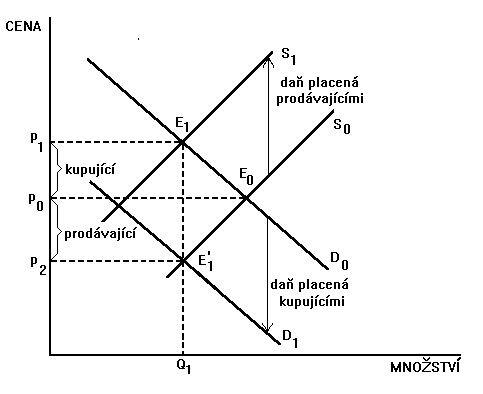 CENA
S1
daň placená
prodávajícími
S0
E1
P1
kupující
E0
P0
prodávající
P2
E'1
D0
daň placená
kupujícími
D1
Q1
MNOŽSTVÍ